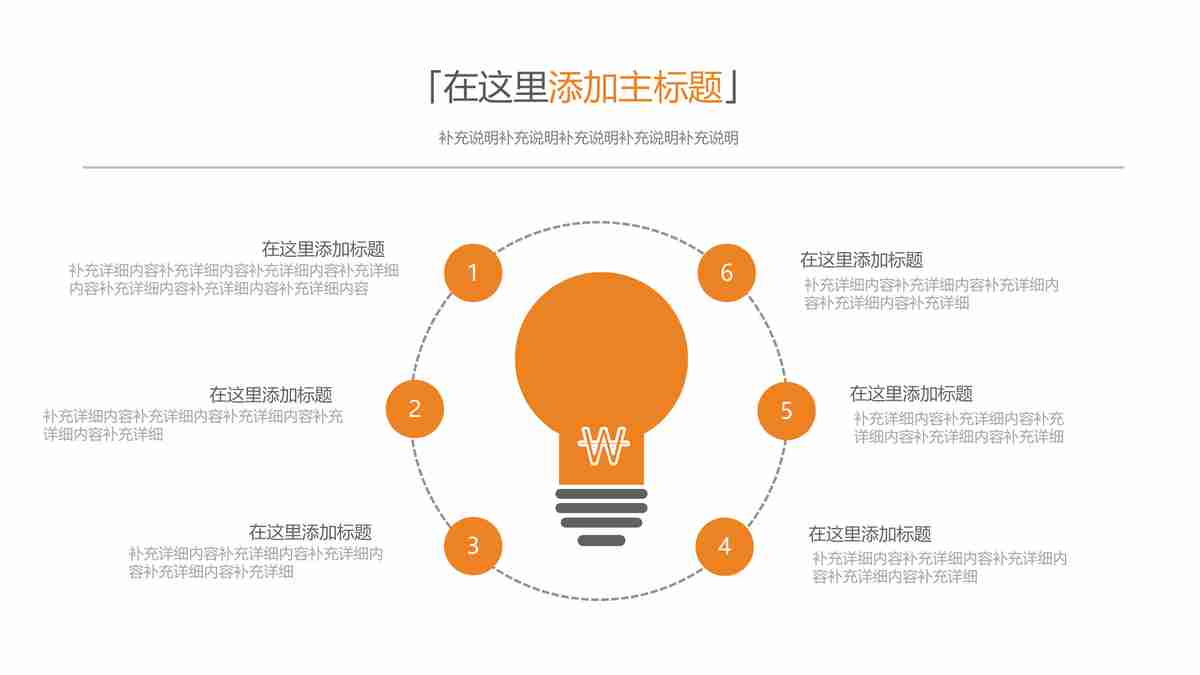 「在这里添加主标题」
补充说明补充说明补充说明补充说明补充说明
1
在这里添加标题
补充详细内容补充详细内容补充详细内容补充详细
内容补充详细内容补充详细内容补充详细内容
2
在这里添加标题
补充详细内容补充详细内容补充详细内容补充
详细内容补充详细
3
在这里添加标题
补充详细内容补充详细内容补充详细内
容补充详细内容补充详细
4
在这里添加标题
补充详细内容补充详细内容补充详细内
容补充详细内容补充详细
5
在这里添加标题
补充详细内容补充详细内容补充
详细内容补充详细内容补充详细
6
在这里添加标题
补充详细内容补充详细内容补充详细内
容补充详细内容补充详细
₩